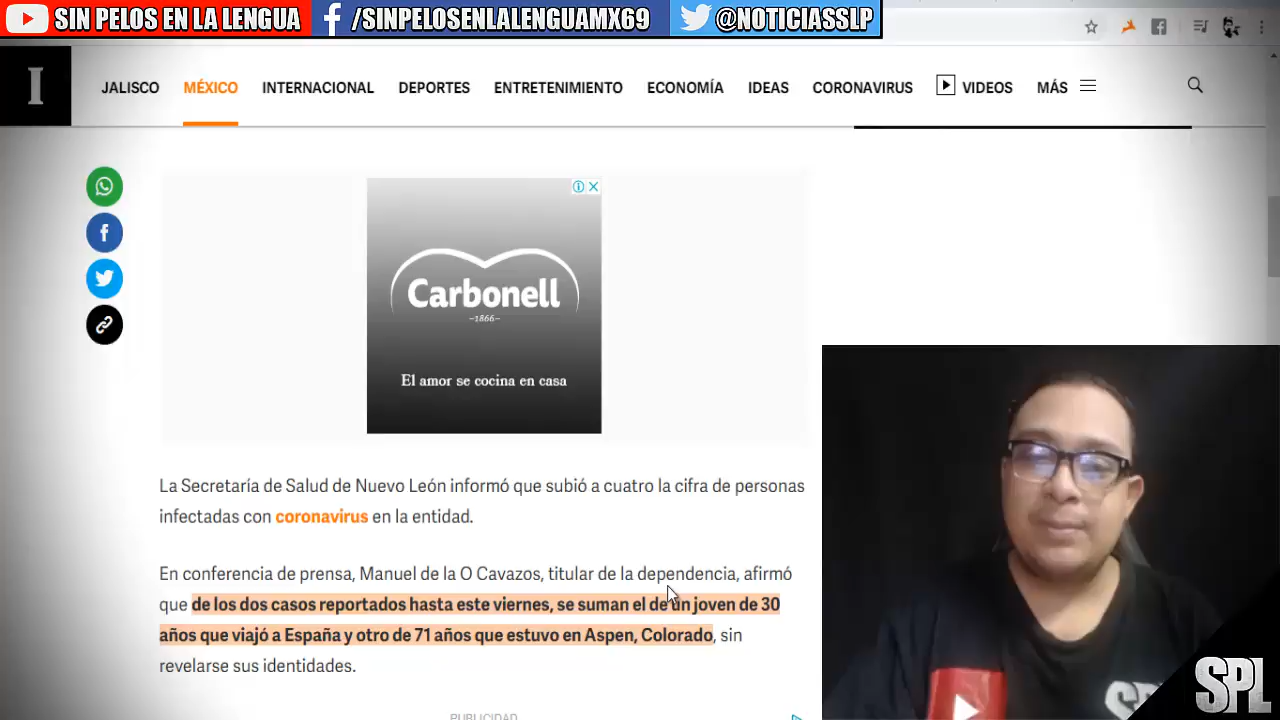 SIN PELOS EN LA LENGUA
/SINPELOSENLALENGUAMX69
@NOTICIASSLP
I
JALISCO
MÉXICO
INTERNACIONAL
DEPORTES
ENTRETENIMIENTO
ECONOMÍA
IDEAS
CORONAVIRUS
VIDEOS
MÁS
Carbonell
–1866–
El amor se cocina en casa
La Secretaría de Salud de Nuevo León informó que subió a cuatro la cifra de personas
infectadas con coronavirus en la entidad.
En conferencia de prensa, Manuel de la O Cavazos, titular de la dependencia, afirmó
que de los dos casos reportados hasta este viernes, se suman el de un joven de 30
años que viajó a España y otro de 71 años que estuvo en Aspen, Colorado, sin
revelarse sus identidades.
PUBLICIDAD
SPL
SPL